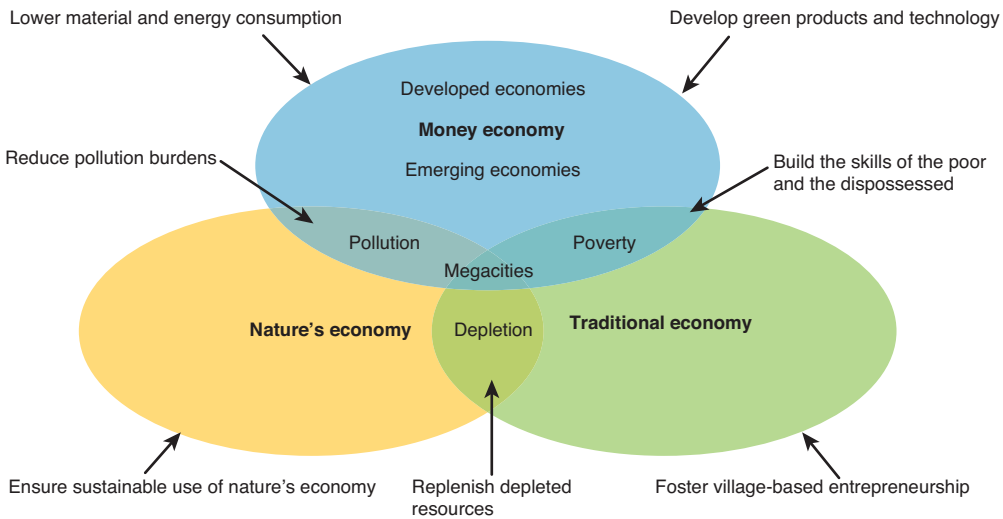 Lower material and energy consumption
Develop green products and technology
Developed economies
Money economy
Emerging economies
Reduce pollution burdens
Build the skills of the poor
and the dispossessed
Pollution
Poverty
Megacities
Nature's economy
Depletion
Traditional economy
Ensure sustainable use of nature's economy
Replenish depleted
resources
Foster village-based entrepreneurship